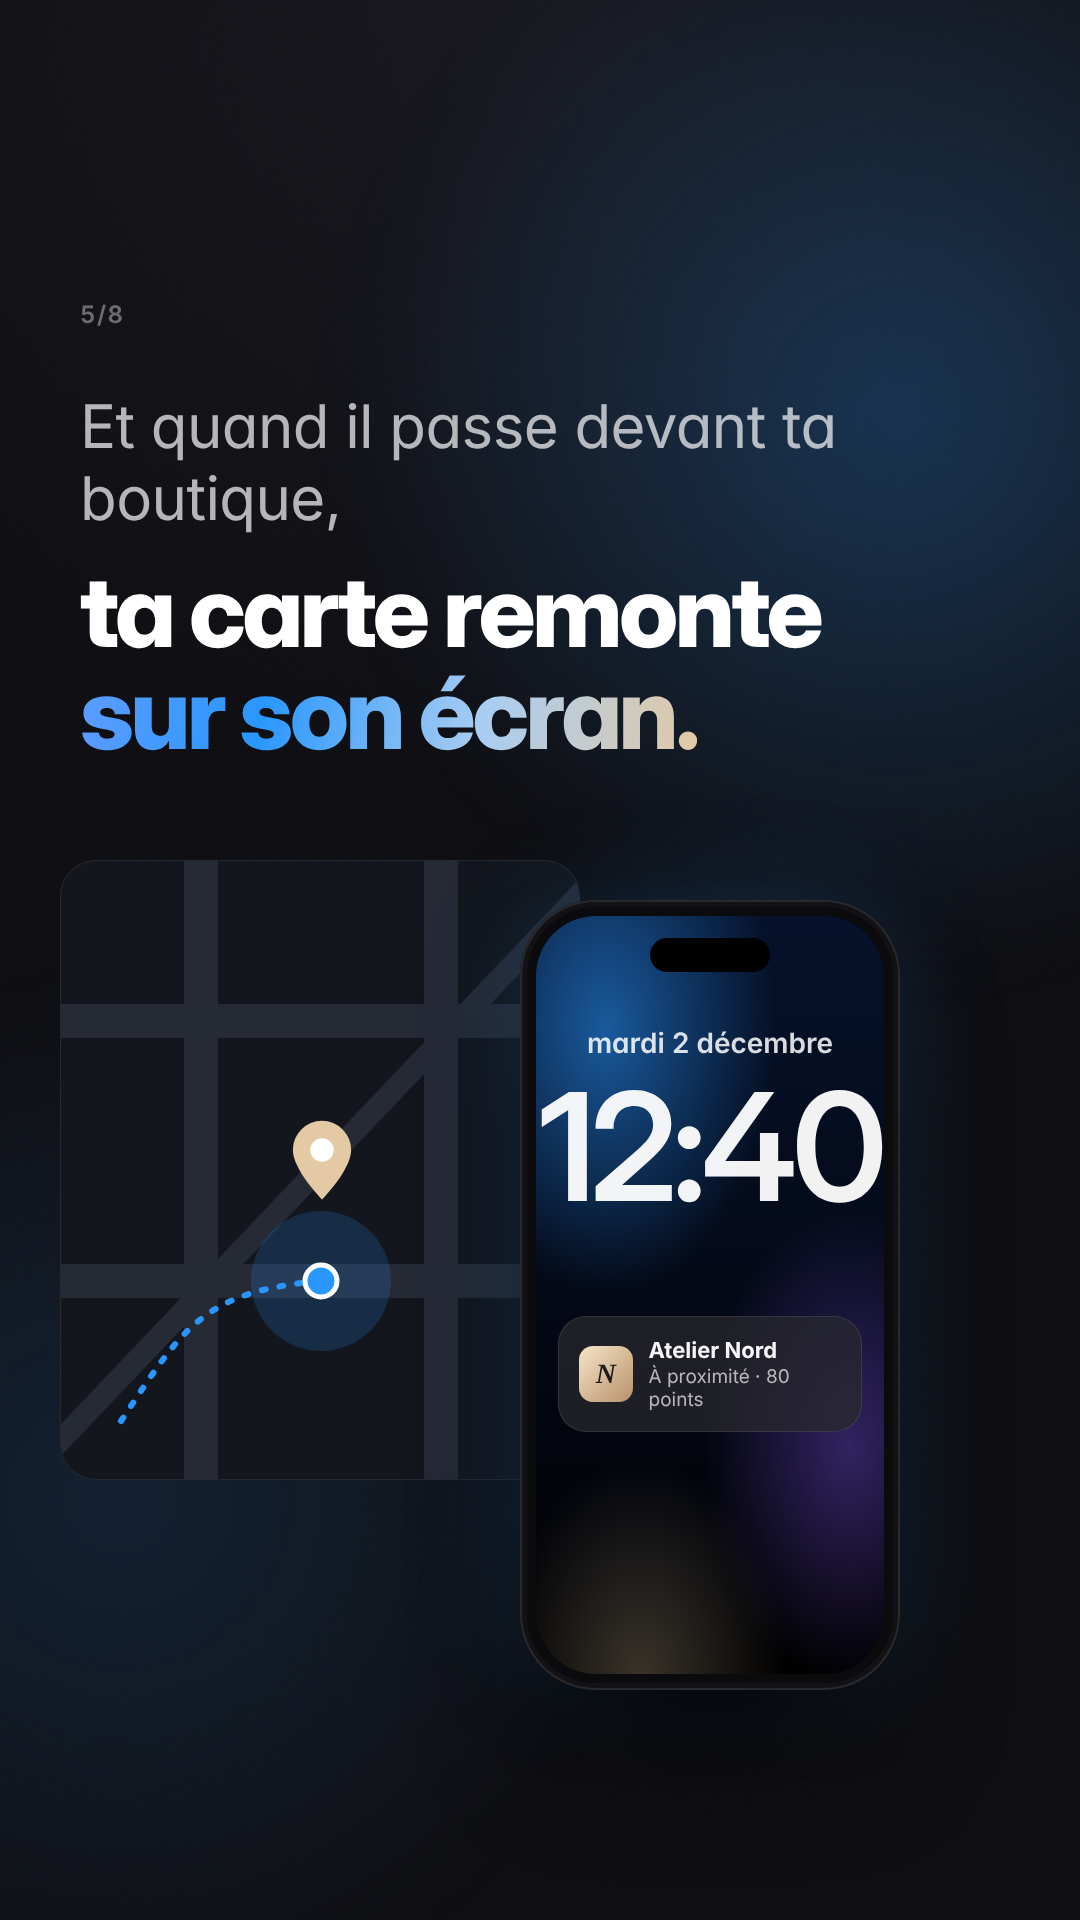 5/8
Et quand il passe devant ta
boutique,
ta carte remonte
sur son écran.
mardi 2 décembre
12:40
N
Atelier Nord
À proximité · 80
points